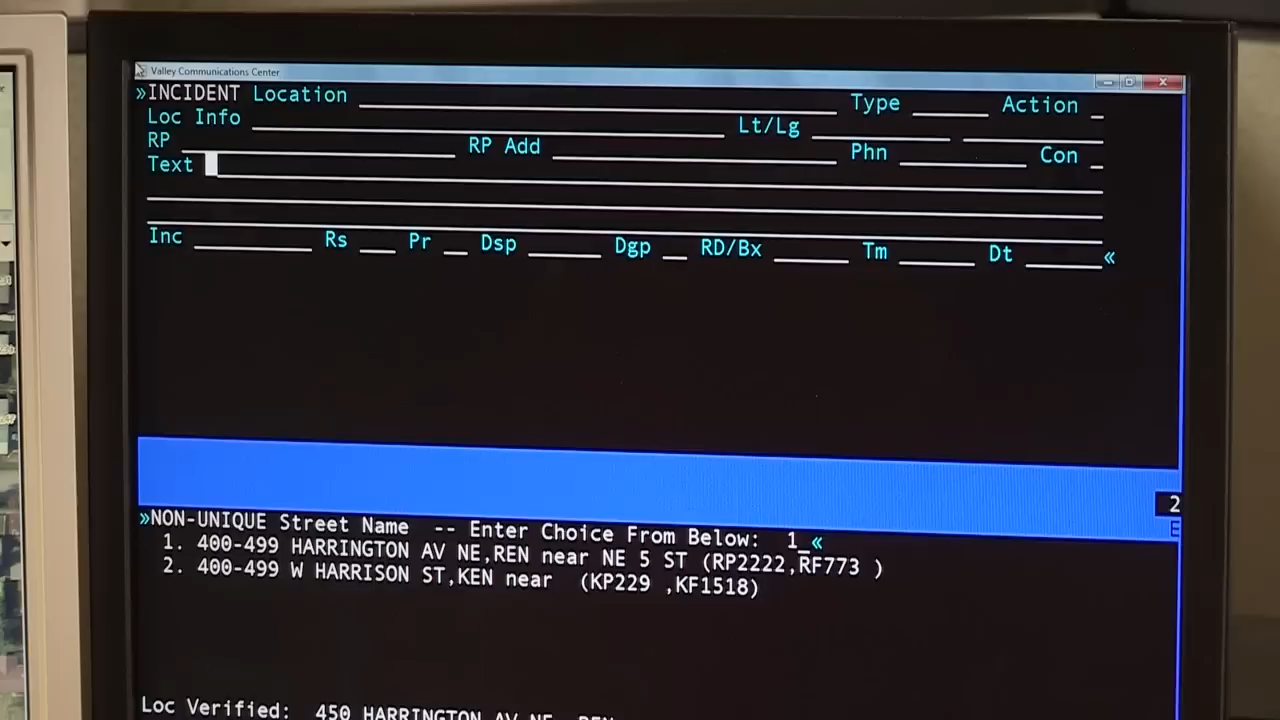 Valley Communications Center
»INCIDENT Location Type Action
Loc Info Lt/Lg
RP RP Add Phn Con
Text
Inc Rs Pr Dsp Dgp RD/Bx Tm Dt «
2
»NON-UNIQUE Street Name -- Enter Choice From Below: 1 «
1. 400-499 HARRINGTON AV NE,REN near NE 5 ST (RP2222,RF773 )
2. 400-499 W HARRISON ST,KEN near (KP229 ,KF1518)
Loc Verified: 450 HARRINGTON AV NE, REN